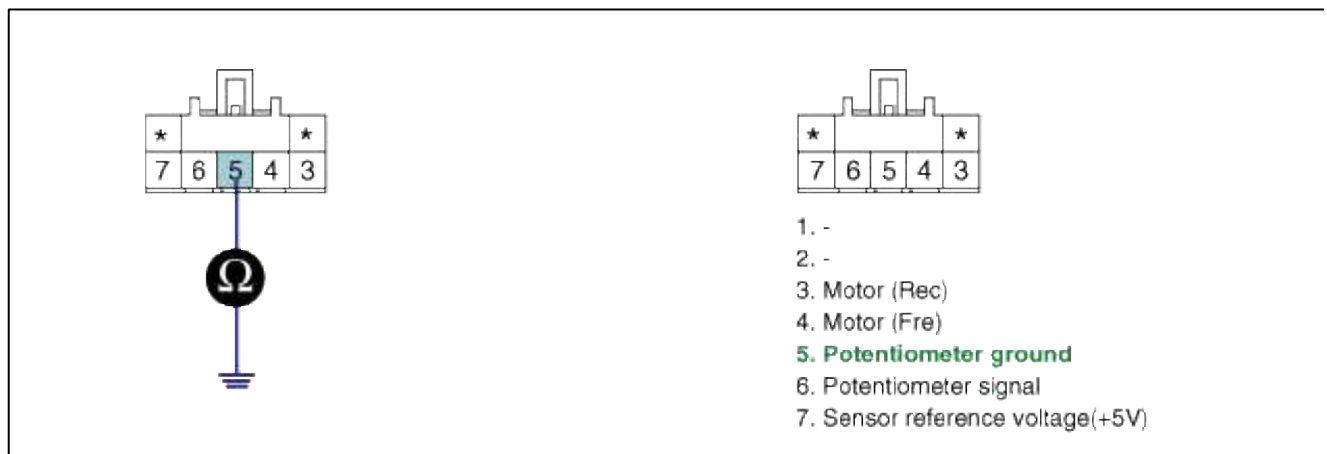 * *
7 6 5 4 3
Ω
* *
7 6 5 4 3
1. -
2. -
3. Motor (Rec)
4. Motor (Fre)
5. Potentiometer ground
6. Potentiometer signal
7. Sensor reference voltage(+5V)